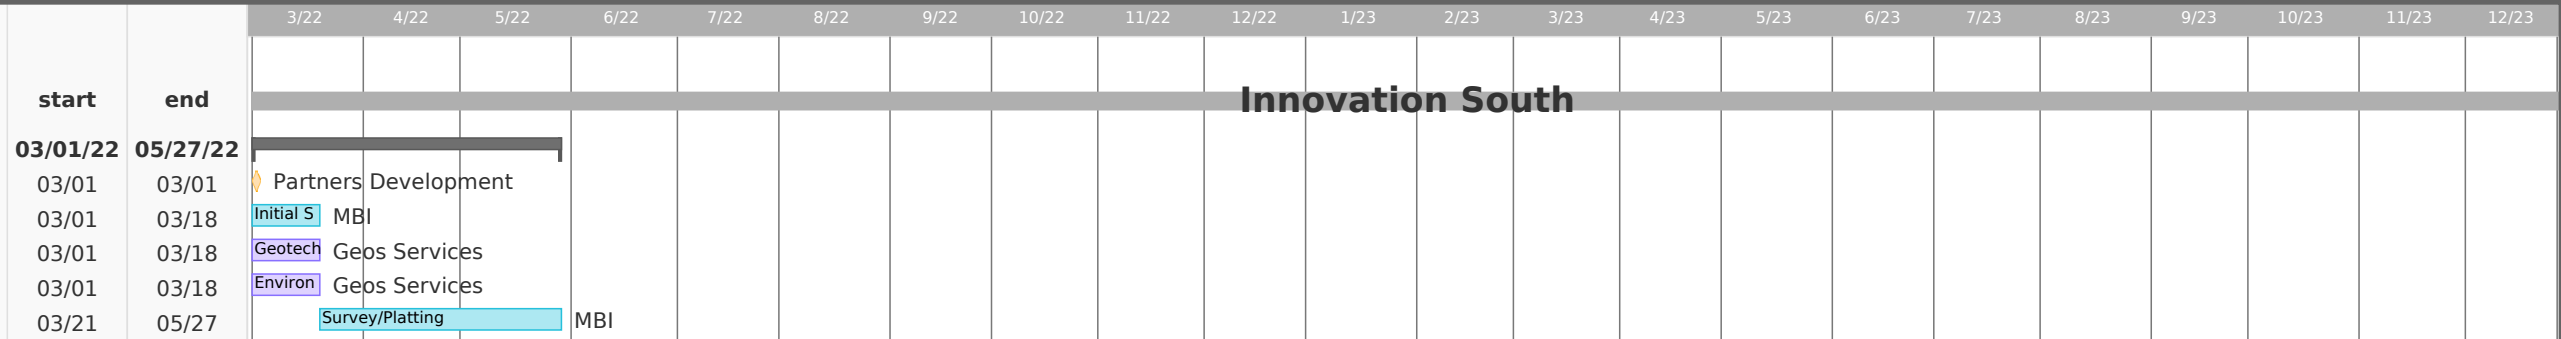 3/22 4/22 5/22 6/22 7/22 8/22 9/22 10/22 11/22 12/22 1/23 2/23 3/23 4/23 5/23 6/23 7/23 8/23 9/23 10/23 11/23 12/23
start end Innovation South
03/01/22 05/27/22
03/01 03/01 Partners Development
03/01 03/18 Initial S MBI
03/01 03/18 Geotech Geos Services
03/01 03/18 Environ Geos Services
03/21 05/27 Survey/Platting MBI